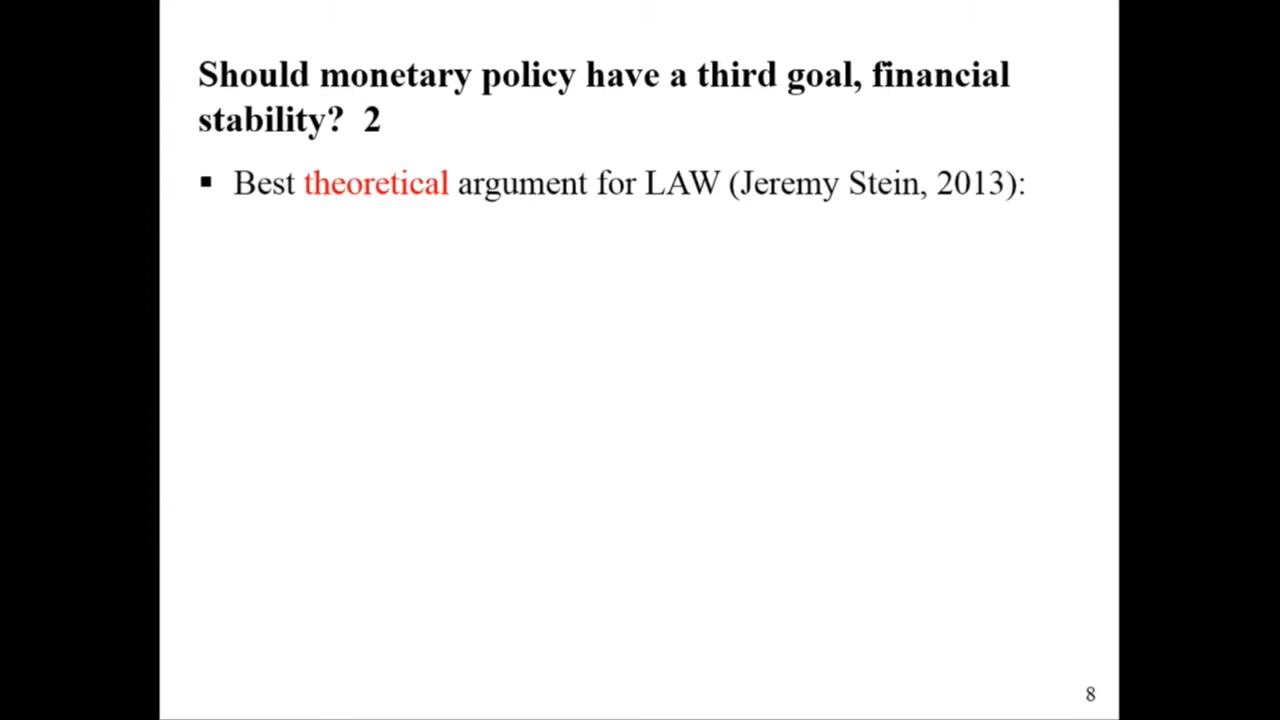 Should monetary policy have a third goal, financial
stability?  2
▪ Best theoretical argument for LAW (Jeremy Stein, 2013):
8